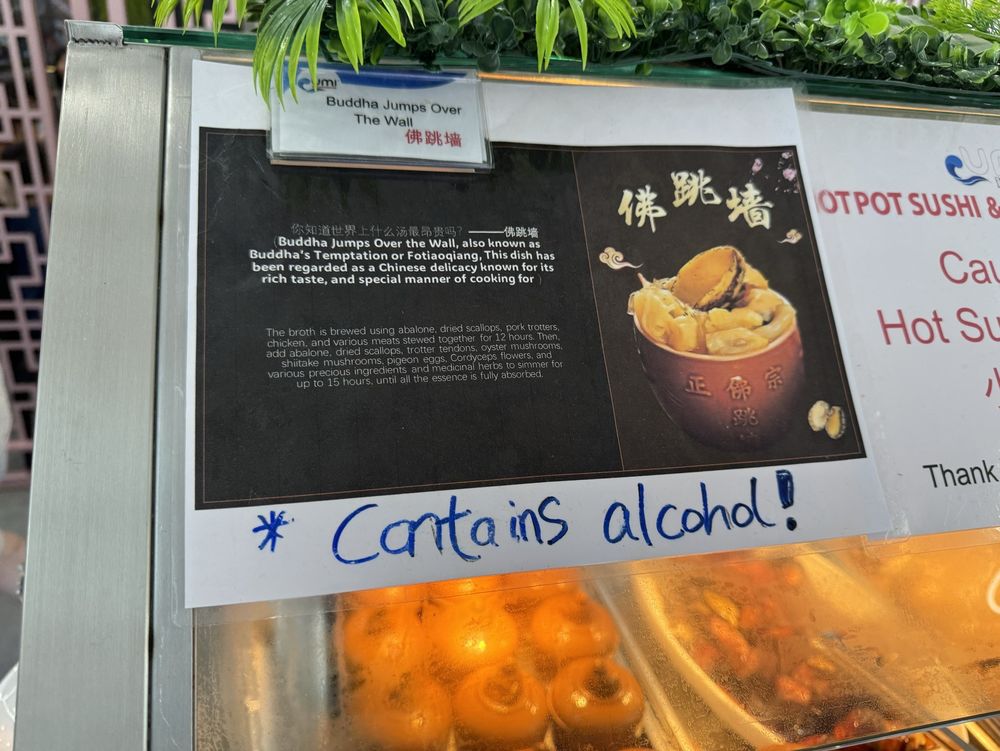 Buddha Jumps Over
The Wall
佛跳墙
你知道世界上什么汤最昂贵吗? ———佛跳墙
(Buddha Jumps Over the Wall, also known as
Buddha's Temptation or Fotiaoqiang, This dish has
been regarded as a Chinese delicacy known for its
rich taste, and special manner of cooking for )
The broth is brewed using abalone, dried scallops, pork trotters,
chicken, and various meats stewed together for 12 hours. Then,
add abalone, dried scallops, trotter tendons, oyster mushrooms,
shiitake mushrooms, pigeon eggs, Cordyceps flowers, and
various precious ingredients and medicinal herbs to simmer for
up to 15 hours, until all the essence is fully absorbed.
佛跳墙
正佛宗
跳
* Contains alcohol!
OT POT SUSHI &
Cau
Hot Su
小
Thank